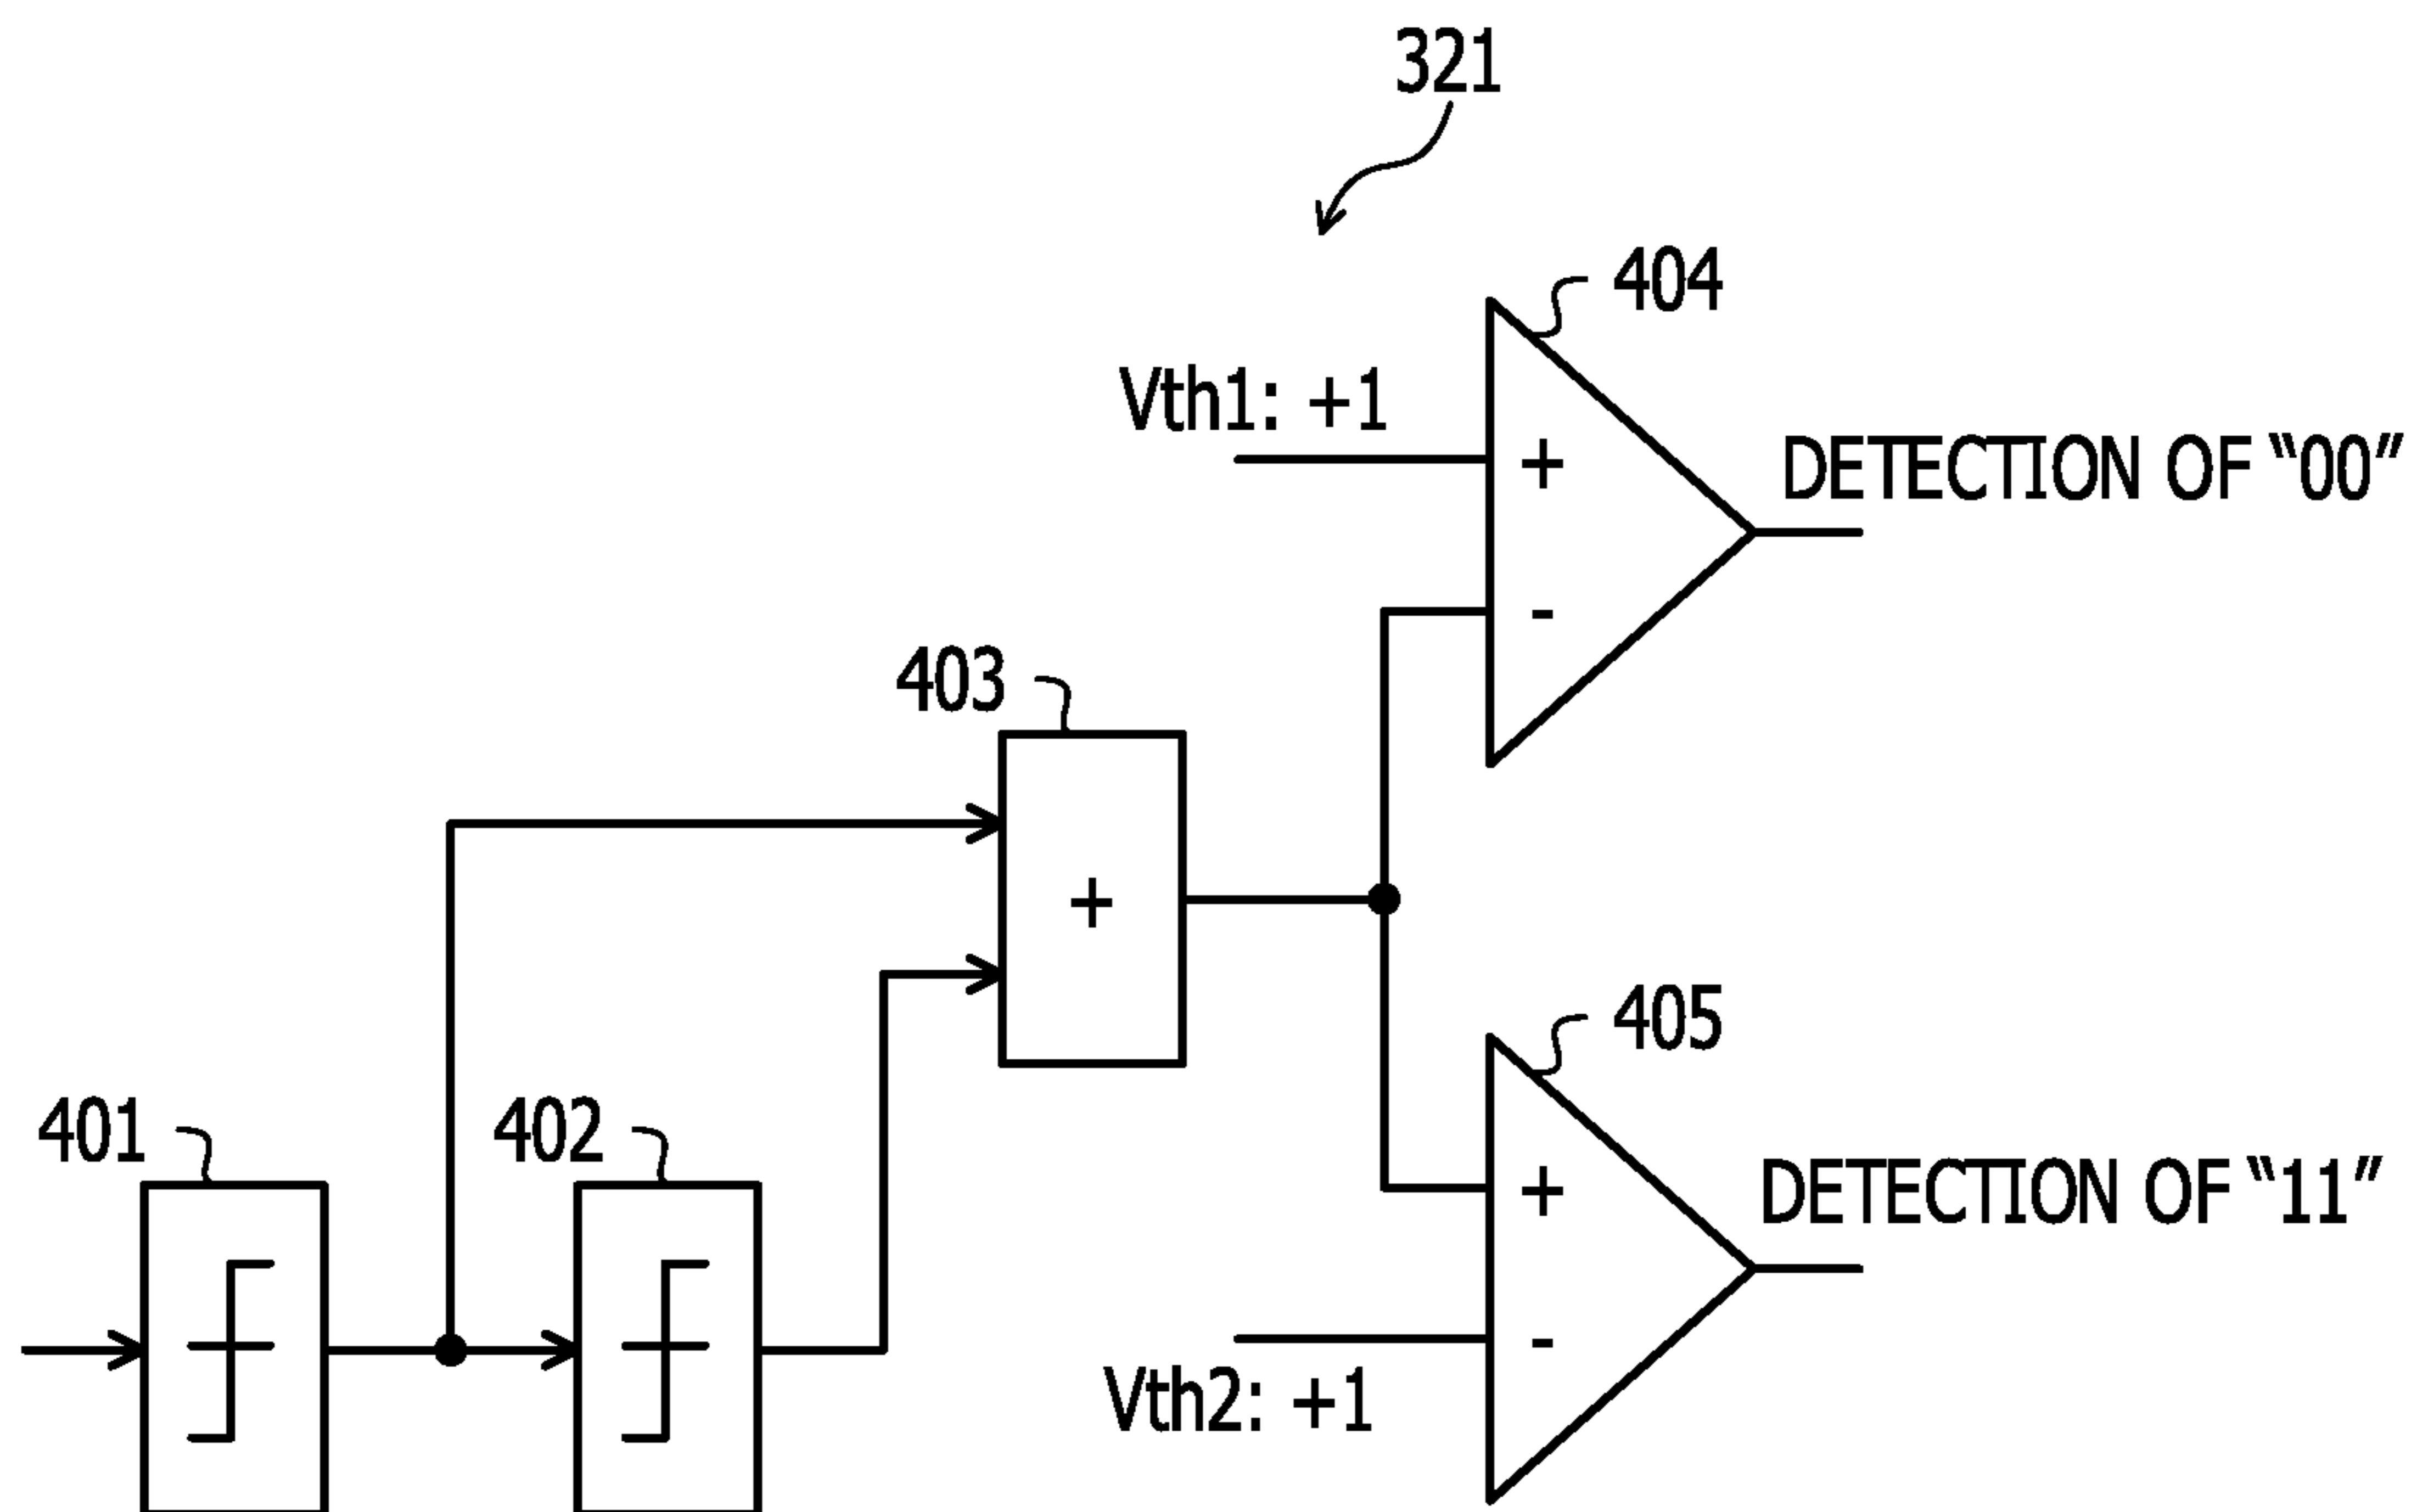 321
404
Vth1: +1
+
DETECTION OF “00”
-
403
+
405
401
402
+
DETECTION OF “11”
-
Vth2: +1